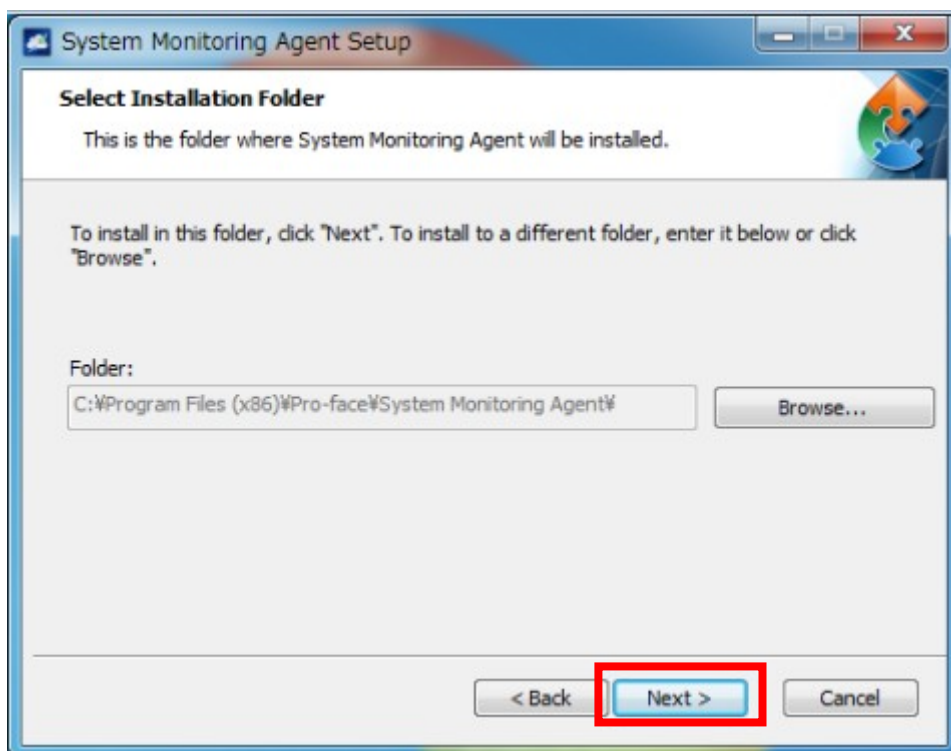 System Monitoring Agent Setup
Select Installation Folder
This is the folder where System Monitoring Agent will be installed.
To install in this folder, click "Next". To install to a different folder, enter it below or click
"Browse".
Folder:
C:¥Program Files (x86)¥Pro-face¥System Monitoring Agent¥
Browse...
< Back
Next >
Cancel